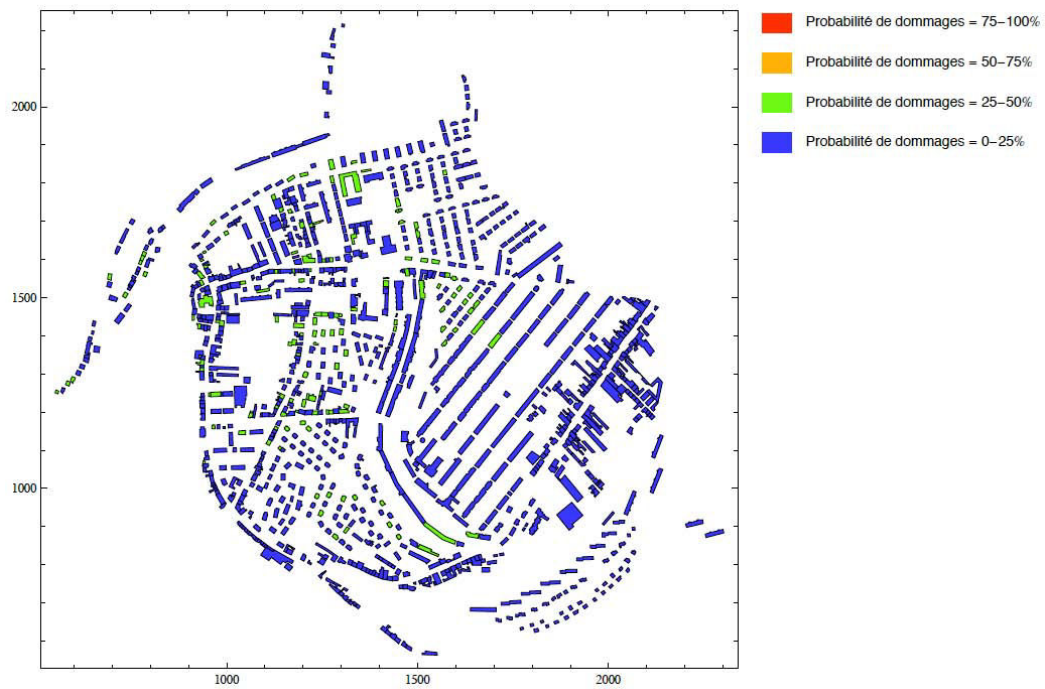 Probabilité de dommages = 75–100%
Probabilité de dommages = 50–75%
Probabilité de dommages = 25–50%
Probabilité de dommages = 0–25%
2000
1500
1000
1000
1500
2000